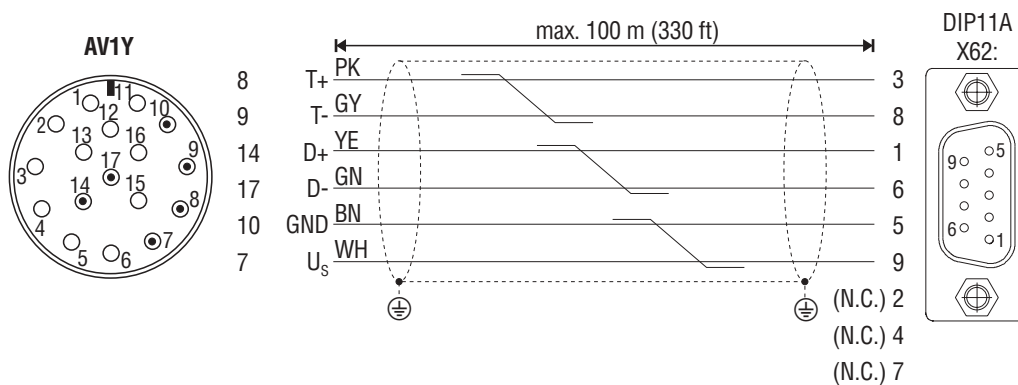 max. 100 m (330 ft)
DIP11A
X62:
AV1Y
8 T+ PK 3
9 T- GY 8
14 D+ YE 1
17 D- GN 6
10 GND BN 5
7 US WH 9
(N.C.) 2
(N.C.) 4
(N.C.) 7
1
11
12
10
2
13
16
9
3
17
14
15
8
4
7
5
6
5
9
6
1